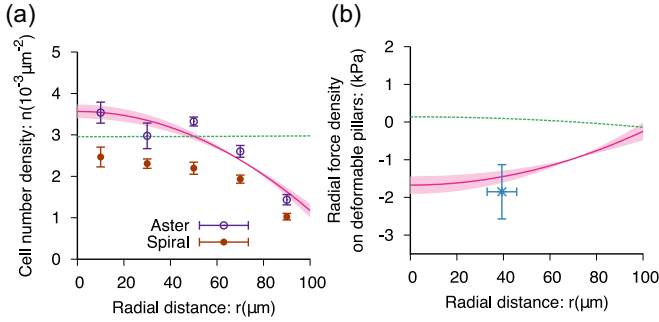 (a)
Cell number density: n(10⁻³μm⁻²)
5
4
3
2
1
0
Aster
Spiral
0 20 40 60 80 100
Radial distance: r(μm)
(b)
Radial force density
on deformable pillars: (kPa)
2
1
0
-1
-2
-3
0 20 40 60 80 100
Radial distance: r(μm)